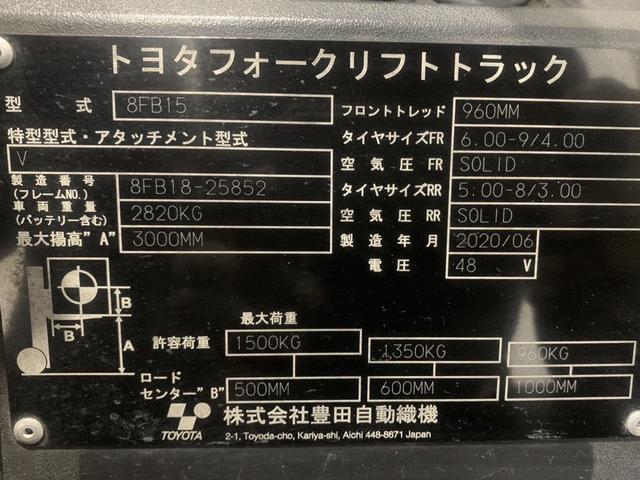 トヨタフォークリフトトラック
型 式 8FB15
特型型式・アタッチメント型式
V
製造番号
(フレームNO.) 8FB18-25852
車両重量
(バッテリー含む) 2820KG
最大揚高"A" 3000MM
フロントトレッド 960MM
タイヤサイズFR 6.00-9/4.00
空気圧 FR SOLID
タイヤサイズRR 5.00-8/3.00
空気圧 RR SOLID
製造年月 2020/06
電圧 48 V
B
B
A
最大荷重
許容荷重 1500KG 1350KG 960KG
ロード
センター"B" 500MM 600MM 1000MM
TOYOTA
株式会社豊田自動織機
2-1, Toyoda-cho, Kariya-shi, Aichi 448-8671 Japan